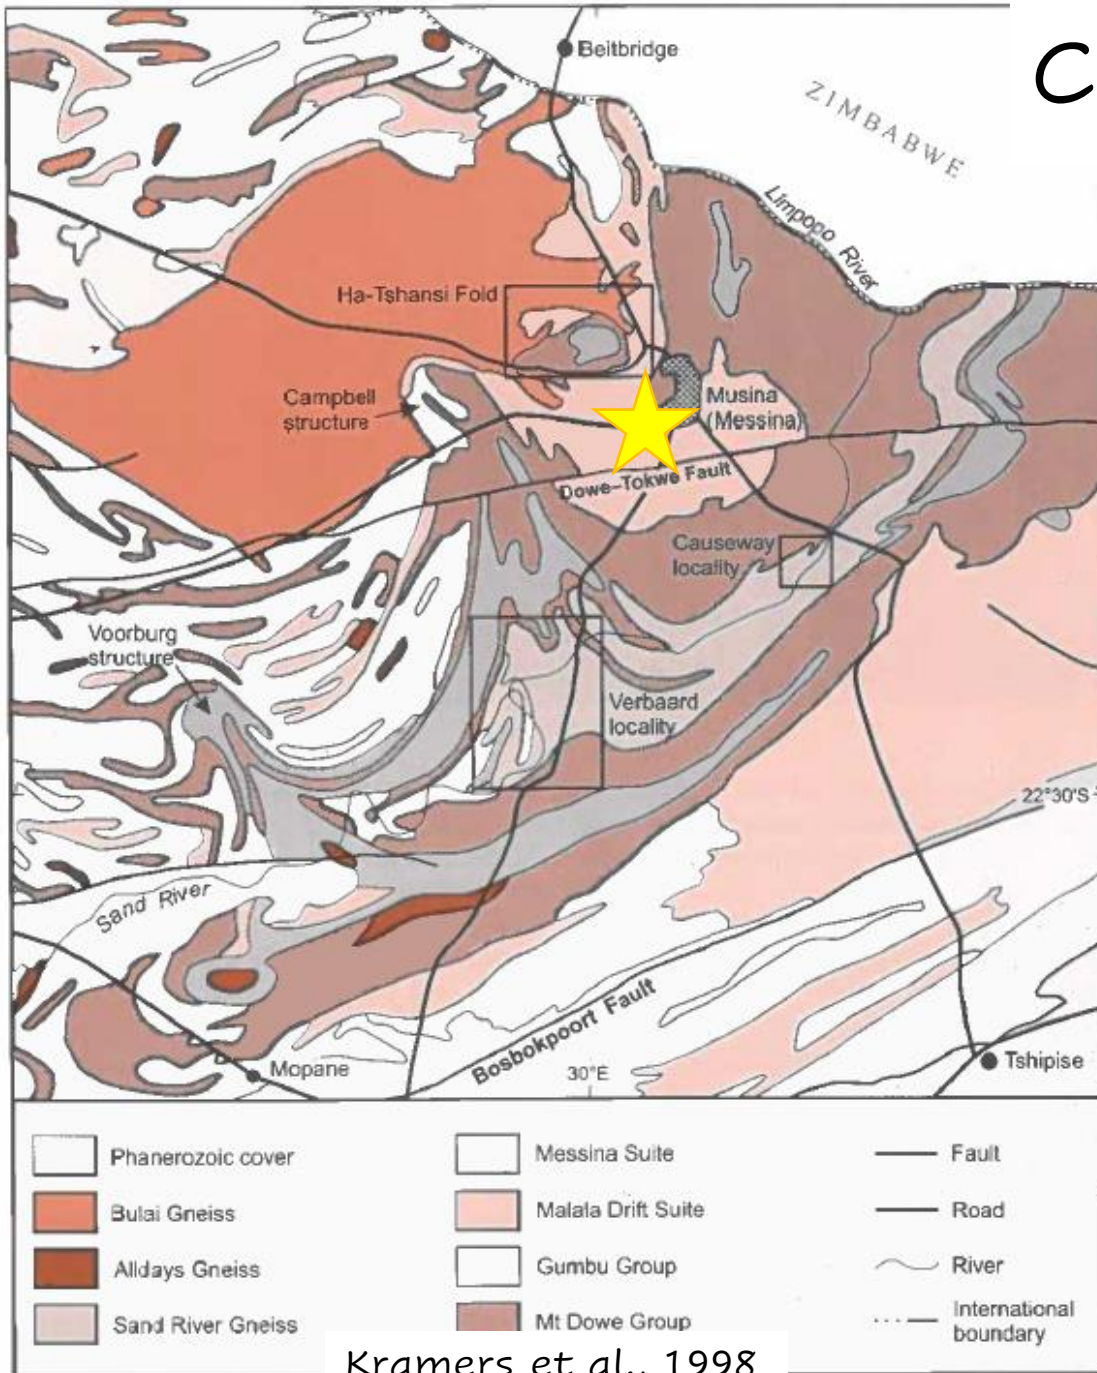 C
Beitbridge
ZIMBABWE
Limpopo River
Ha-Tshansi Fold
Campbell
structure
Musina
(Messina)
Dowe-Tokwe Fault
Causeway
locality
Voorburg
structure
Verbaard
locality
22°30'S
Sand River
Bosbokpoort Fault
Mopane
30°E
Tshipise
Phanerozoic cover
Bulai Gneiss
Alldays Gneiss
Sand River Gneiss
Messina Suite
Malala Drift Suite
Gumbu Group
Mt Dowe Group
Fault
Road
River
International
boundary
Kramers et al., 1998